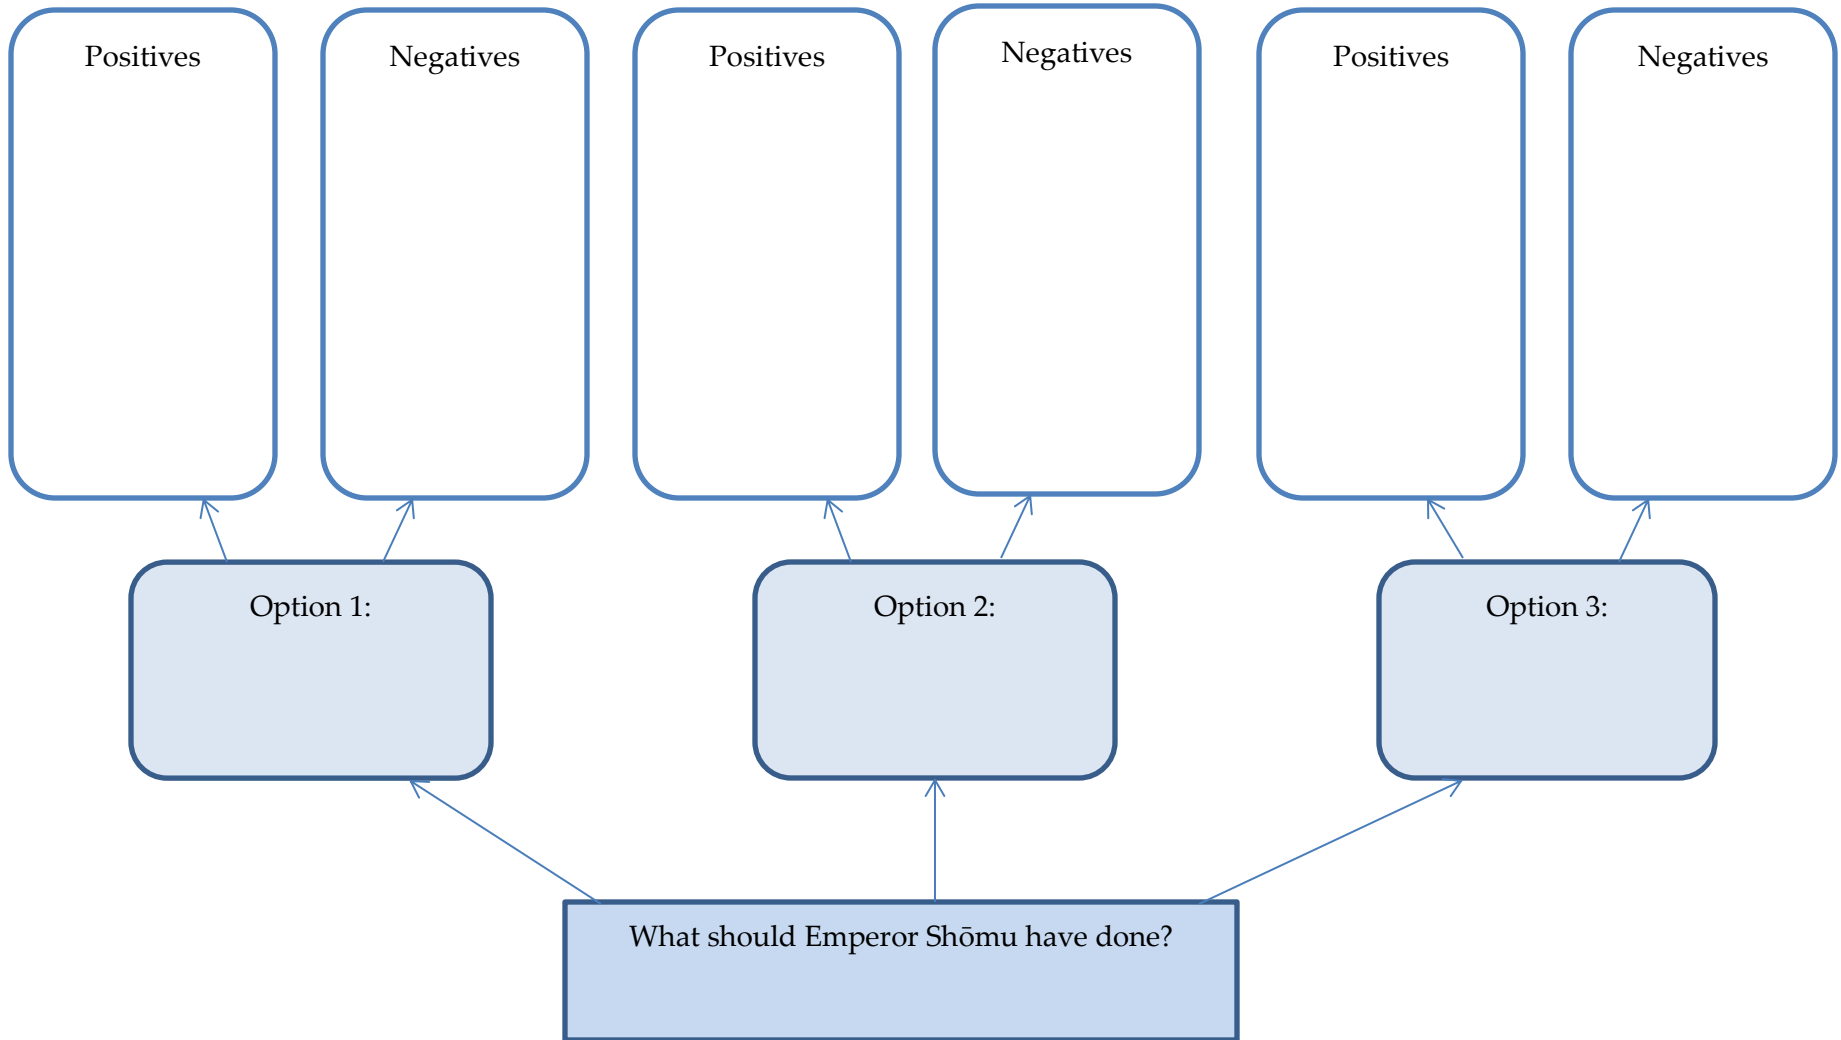 Positives
Negatives
Positives
Negatives
Positives
Negatives
Option 1:
Option 2:
Option 3:
What should Emperor Shōmu have done?